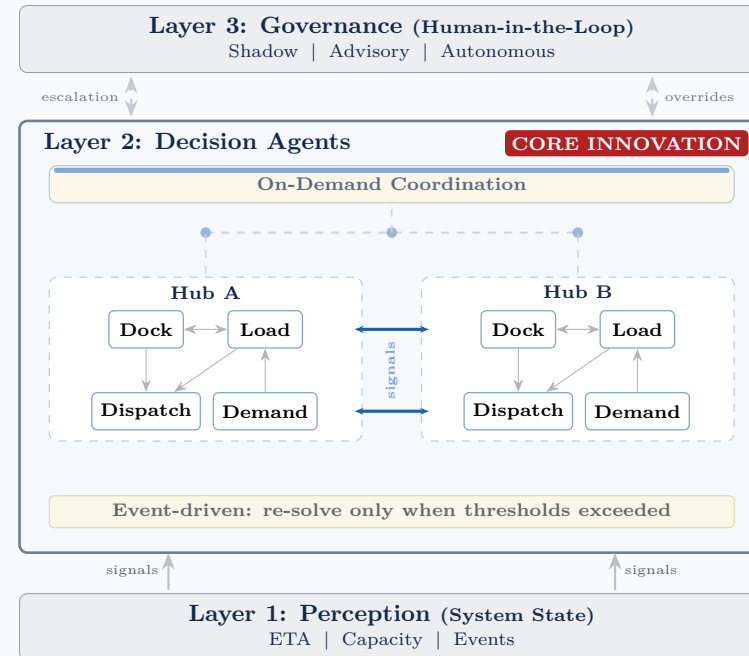 Layer 3: Governance (Human-in-the-Loop)
Shadow | Advisory | Autonomous
escalation
overrides
Layer 2: Decision Agents
CORE INNOVATION
On-Demand Coordination
Hub A
Hub B
Dock
Load
Dock
Load
signals
Dispatch
Demand
Dispatch
Demand
Event-driven: re-solve only when thresholds exceeded
signals
signals
Layer 1: Perception (System State)
ETA | Capacity | Events